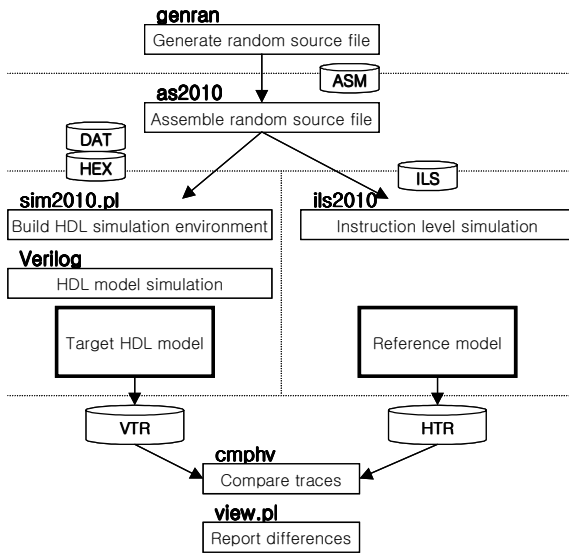 genran
Generate random source file
ASM
as2010
Assemble random source file
DAT
HEX
ILS
sim2010.pl
Build HDL simulation environment
ils2010
Instruction level simulation
Verilog
HDL model simulation
Target HDL model
Reference model
VTR
HTR
cmphv
Compare traces
view.pl
Report differences